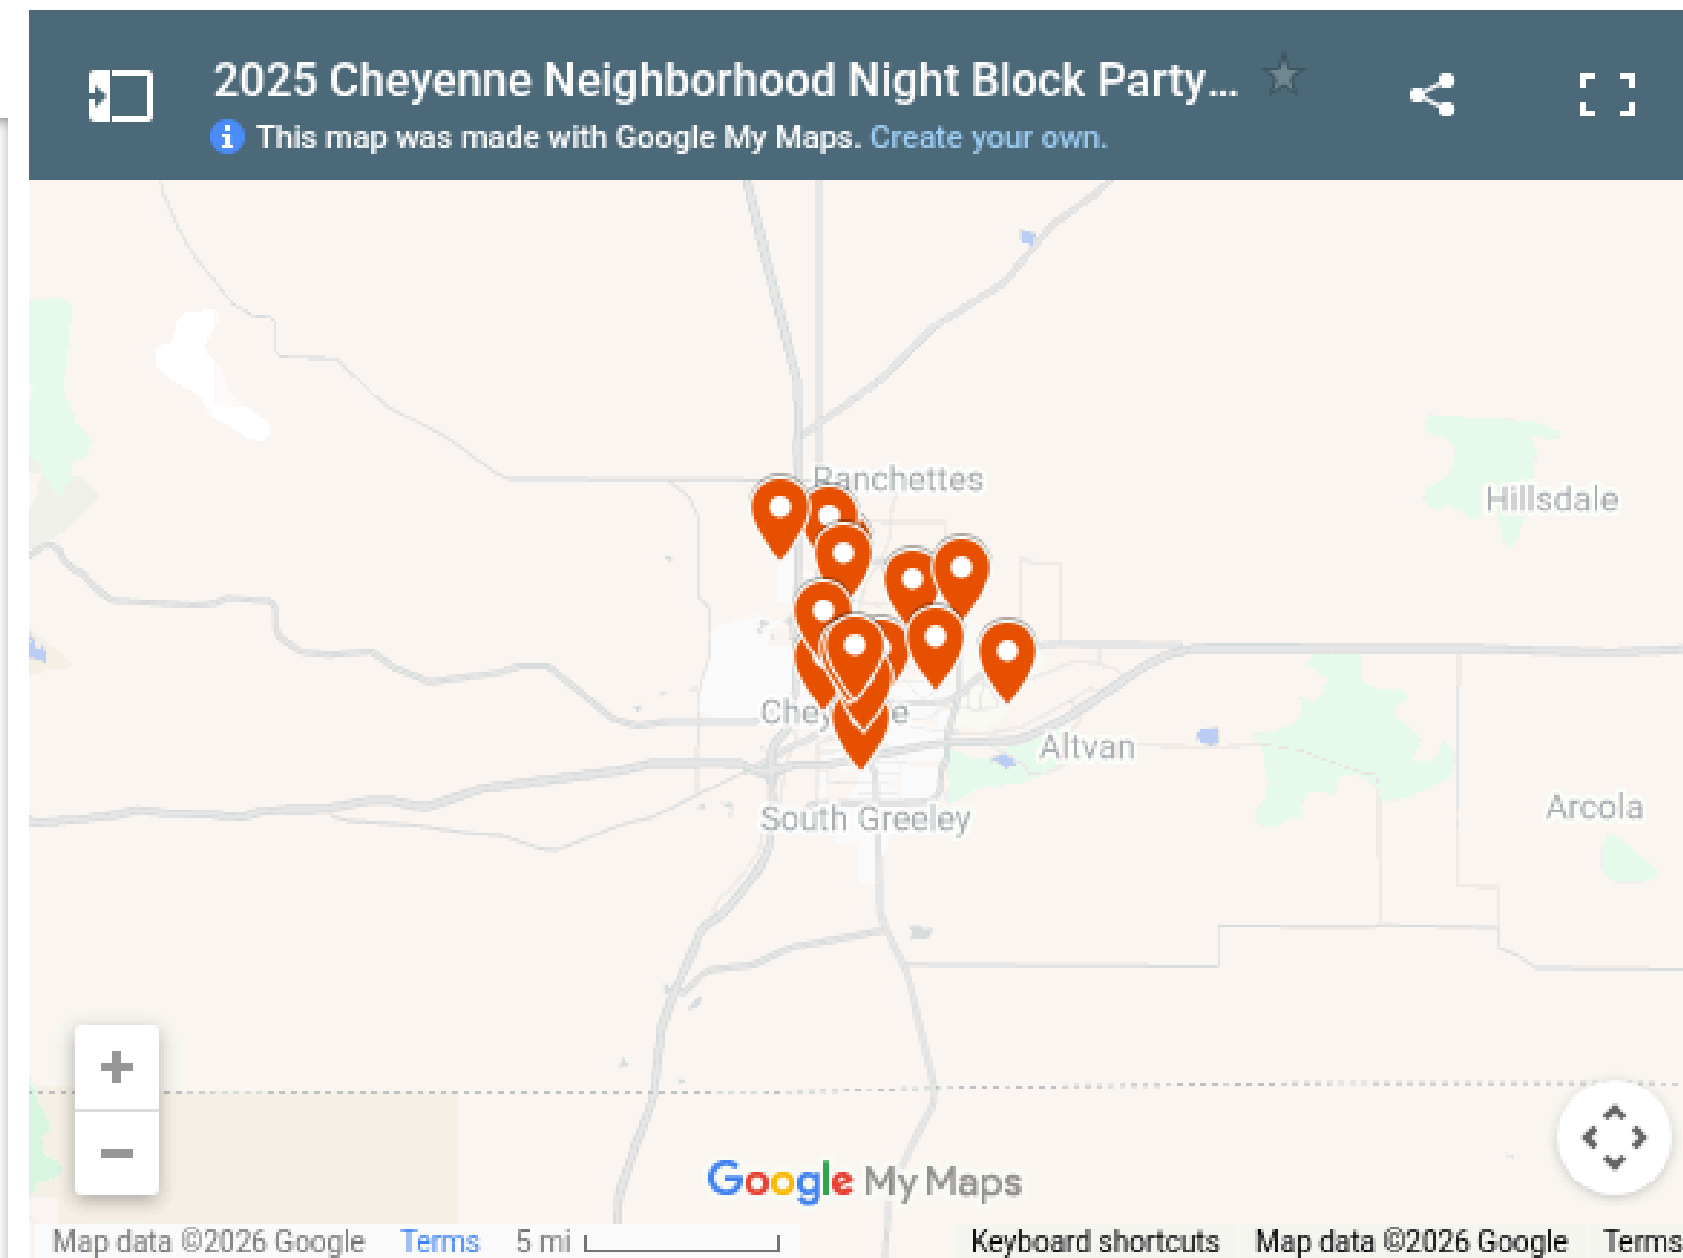 2025 Cheyenne Neighborhood Night Block Party...
This map was made with Google My Maps. Create your own.
Ranchettes
Hillsdale
Cheyenne
Altvan
Arcola
South Greeley
Google My Maps
Map data ©2026 Google Terms 5 mi
Keyboard shortcuts Map data ©2026 Google Terms